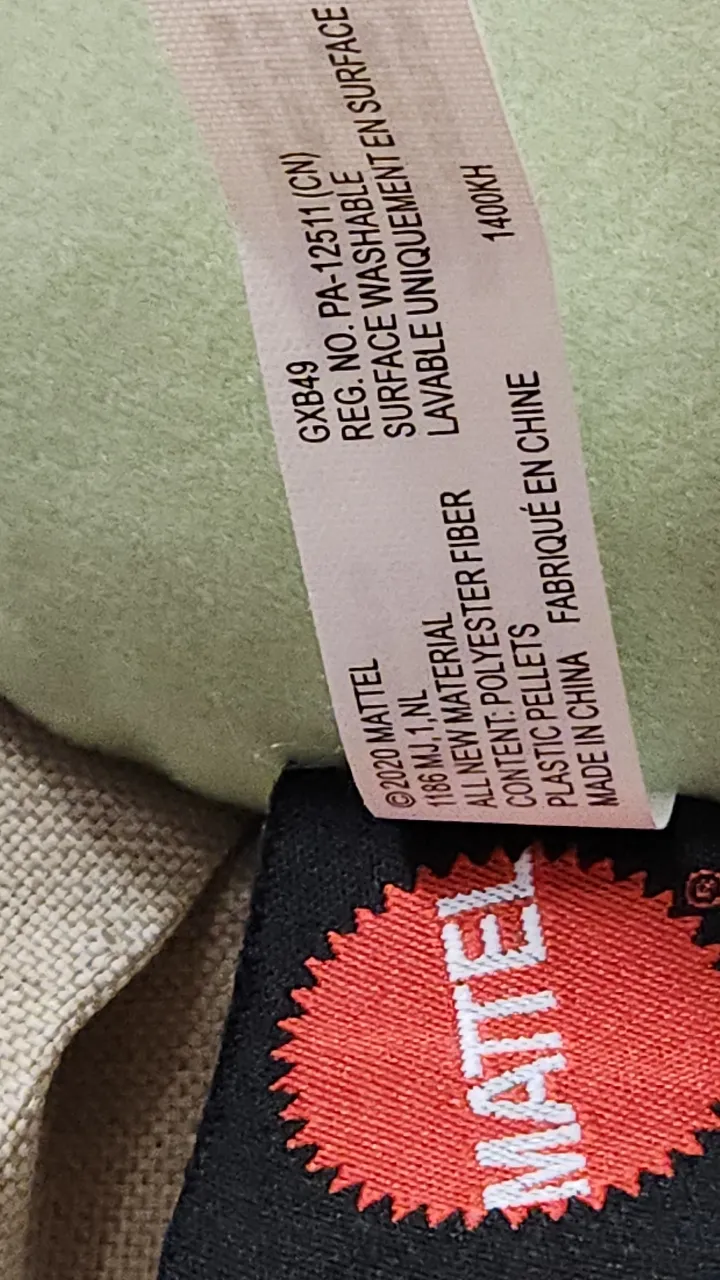 ©2020 MATTEL
1186 MJ,1,NL
ALL NEW MATERIAL
CONTENT: POLYESTER FIBER
PLASTIC PELLETS
MADE IN CHINA FABRIQUÉ EN CHINE
GXB49
REG. NO. PA-12511 (CN)
SURFACE WASHABLE
LAVABLE UNIQUEMENT EN SURFACE
1400KH
MATTEL
®